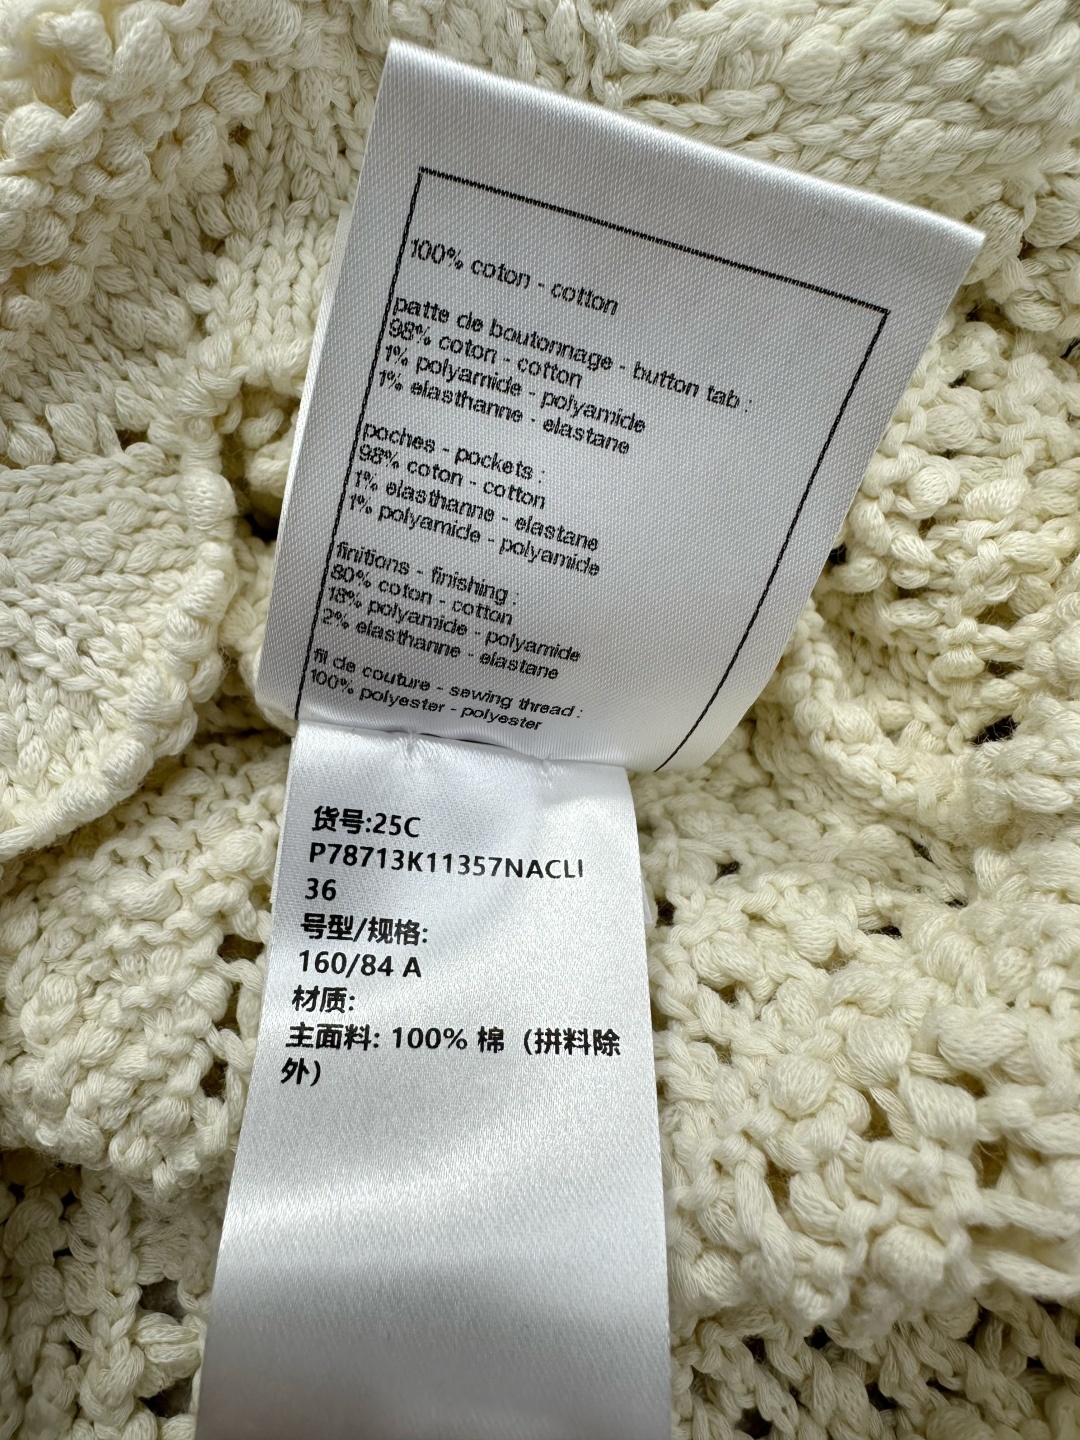 100% coton - cotton
patte de boutonnage - button tab :
98% coton - cotton
1% polyamide - polyamide
1% elasthanne - elastane
poches - pockets :
98% coton - cotton
1% elasthanne - elastane
1% polyamide - polyamide
finitions - finishing :
80% coton - cotton
18% polyamide - polyamide
2% elasthanne - elastane
fil de couture - sewing thread :
100% polyester - polyester
货号:25C
P78713K11357NACLI
36
号型/规格:
160/84 A
材质:
主面料: 100% 棉（拼料除
外）